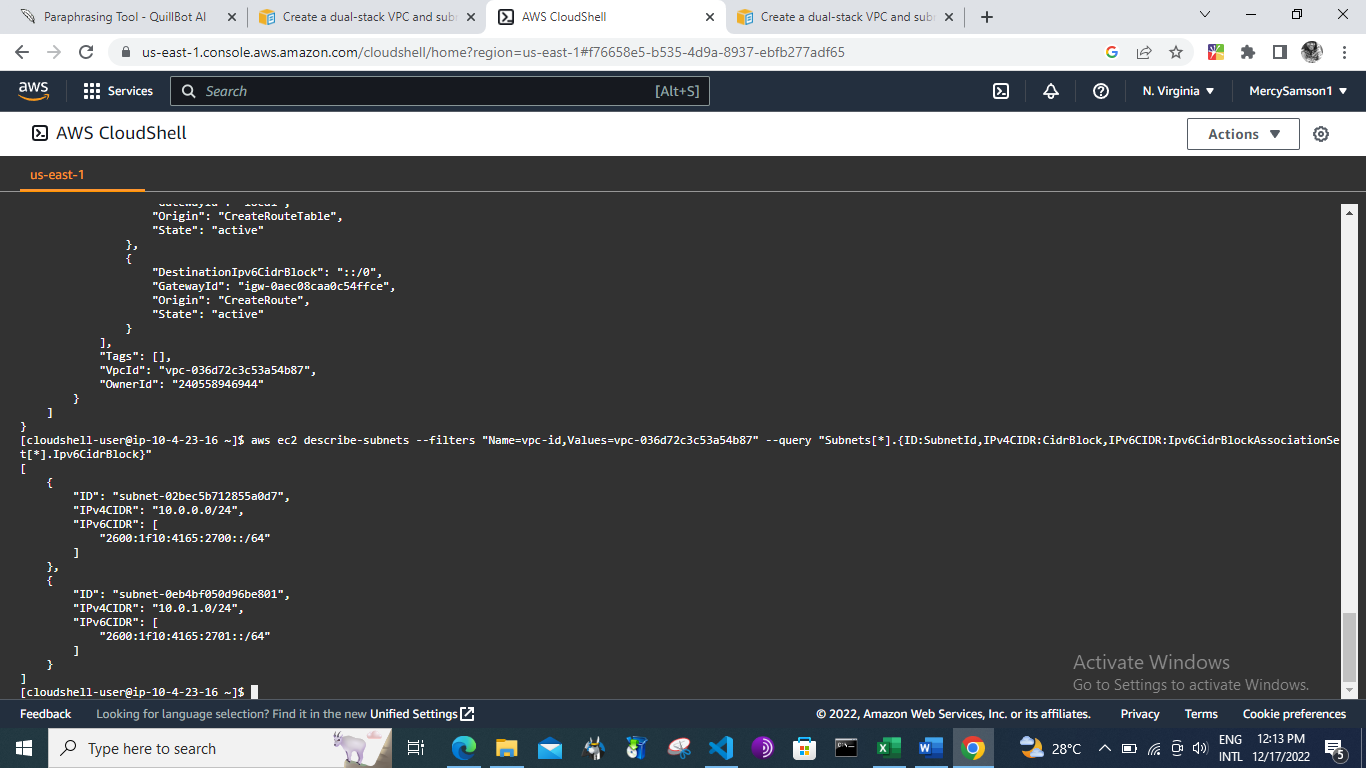 Paraphrasing Tool - QuillBot AI
Create a dual-stack VPC and sub
AWS CloudShell
Create a dual-stack VPC and sub
us-east-1.console.aws.amazon.com/cloudshell/home?region=us-east-1#f76658e5-b535-4d9a-8937-ebfb277adf65
aws
Services
Search
[Alt+S]
N. Virginia
MercySamson1
AWS CloudShell
Actions
us-east-1
"GatewayId": "local",
"Origin": "CreateRouteTable",
"State": "active"
},
{
"DestinationIpv6CidrBlock": "::/0",
"GatewayId": "igw-0aec08caa0c54ffce",
"Origin": "CreateRoute",
"State": "active"
}
],
"Tags": [],
"VpcId": "vpc-036d72c3c53a54b87",
"OwnerId": "240558946944"
}
]
}
[cloudshell-user@ip-10-4-23-16 ~]$ aws ec2 describe-subnets --filters "Name=vpc-id,Values=vpc-036d72c3c53a54b87" --query "Subnets[*].{ID:SubnetId,IPv4CIDR:CidrBlock,IPv6CIDR:Ipv6CidrBlockAssociationSe
t[*].Ipv6CidrBlock}"
[
{
"ID": "subnet-02bec5b712855a0d7",
"IPv4CIDR": "10.0.0.0/24",
"IPv6CIDR": [
"2600:1f10:4165:2700::/64"
]
},
{
"ID": "subnet-0eb4bf050d96be801",
"IPv4CIDR": "10.0.1.0/24",
"IPv6CIDR": [
"2600:1f10:4165:2701::/64"
]
}
]
[cloudshell-user@ip-10-4-23-16 ~]$
Activate Windows
Go to Settings to activate Windows.
Feedback
Looking for language selection? Find it in the new Unified Settings
© 2022, Amazon Web Services, Inc. or its affiliates.
Privacy
Terms
Cookie preferences
Type here to search
28°C
ENG
INTL
12:13 PM
12/17/2022
5